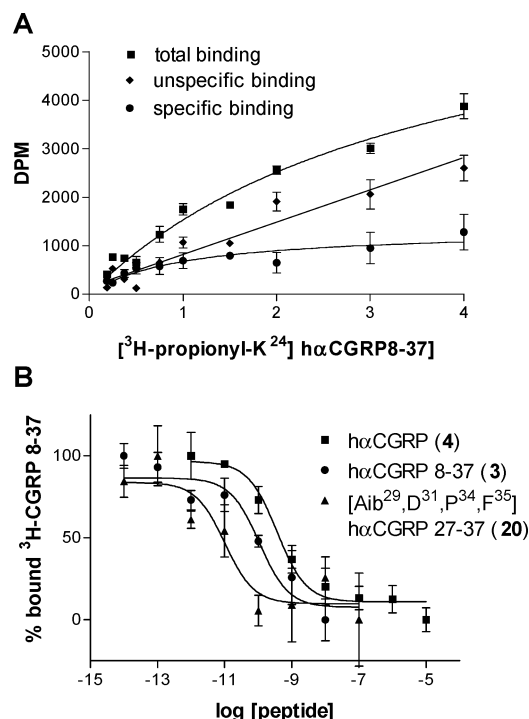 A
5000
4000
3000
2000
1000
0
DPM
total binding
unspecific binding
specific binding
0 1 2 3 4
[³H-propionyl-K²⁴] hαCGRP8-37]
B
100
50
0
% bound ³H-CGRP 8-37
hαCGRP (4)
hαCGRP 8-37 (3)
[Aib²⁹,D³¹,P³⁴,F³⁵]
hαCGRP 27-37 (20)
-15 -13 -11 -9 -7 -5
log [peptide]